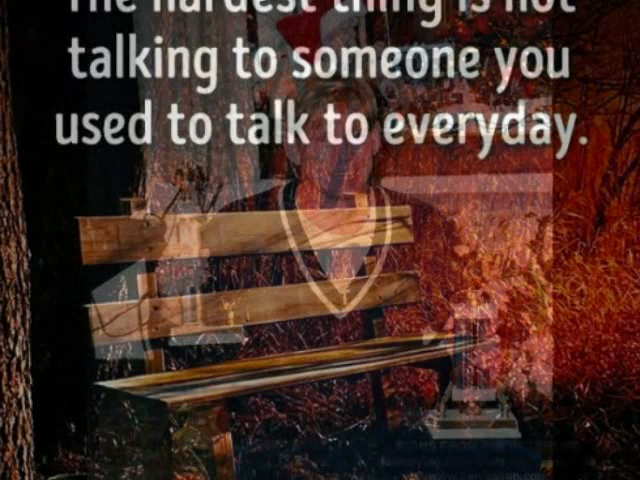 The hardest thing is not
talking to someone you
used to talk to everyday.